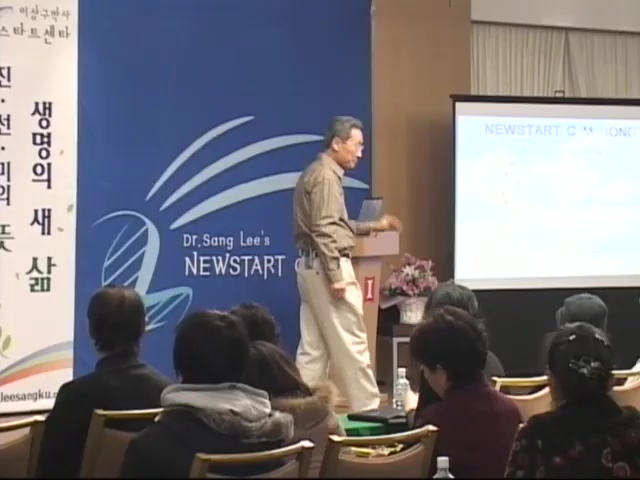 이상구박사
스타트센타
진·선·미의 뜻
생명의 새 삶
leesangku.c
Dr.Sang Lee's
NEWSTART
I
NEWSTART